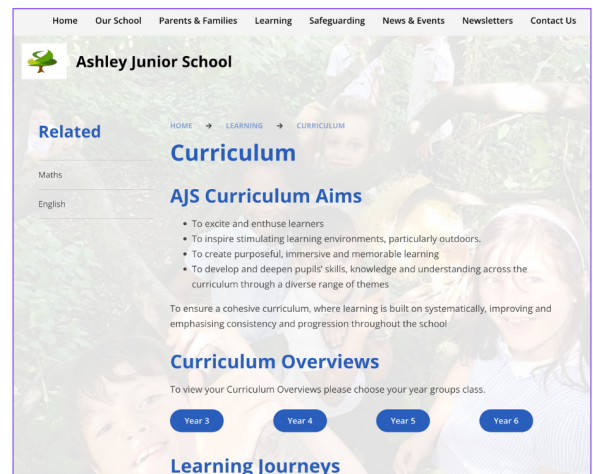 Home Our School Parents & Families Learning Safeguarding News & Events Newsletters Contact Us
Ashley Junior School
Related
Maths
English
HOME → LEARNING → CURRICULUM
Curriculum
AJS Curriculum Aims
• To excite and enthuse learners
• To inspire stimulating learning environments, particularly outdoors.
• To create purposeful, immersive and memorable learning
• To develop and deepen pupils' skills, knowledge and understanding across the
curriculum through a diverse range of themes
To ensure a cohesive curriculum, where learning is built on systematically, improving and
emphasising consistency and progression throughout the school
Curriculum Overviews
To view your Curriculum Overviews please choose your year groups class.
Year 3 Year 4 Year 5 Year 6
Learning Journeys